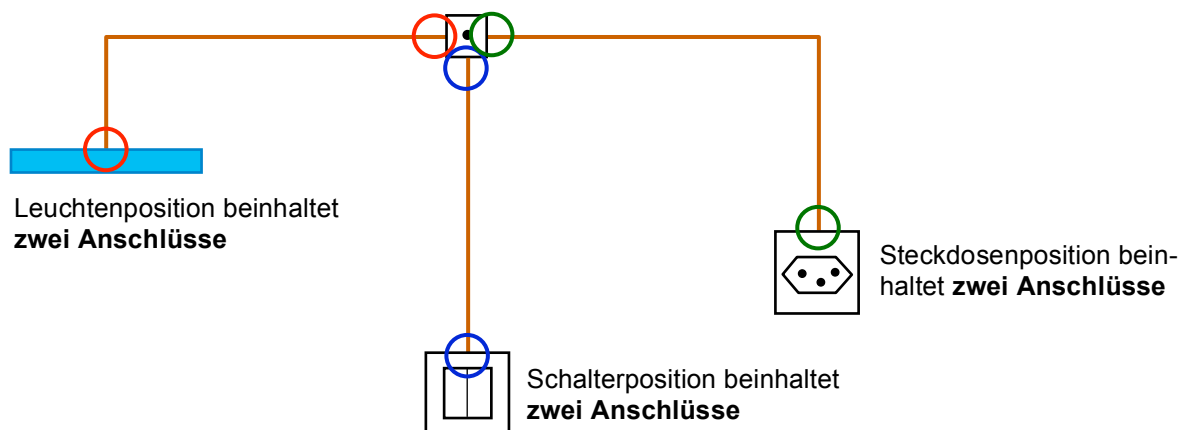 Leuchtenposition beinhaltet
zwei Anschlüsse
Steckdosenposition bein-
haltet zwei Anschlüsse
Schalterposition beinhaltet
zwei Anschlüsse